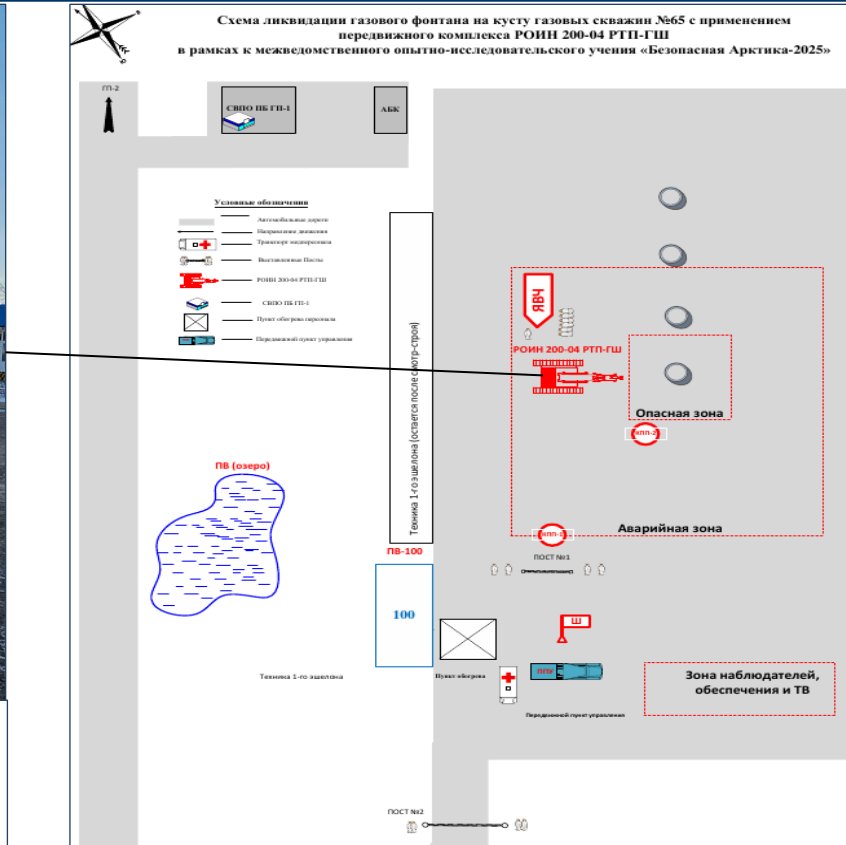 Схема ликвидации газового фонтана на кусту газовых скважин №65 с применением
передвижного комплекса РОИН 200-04 РТП-ГШ
в рамках к межведомственного опытно-исследовательского учения «Безопасная Арктика-2025»
ГП-2
СВПО ПБ ГП-1
АБК
Условные обозначения
Автомобильные дороги
Направление движения
Транспорт медперсонала
Выставленные Посты
РОИН 200-04 РТП-ГШ
СВПО ПБ ГП-1
Пункт обогрева персонала
Передвижной пункт управления
Техника 1-го эшелона (остается после смотр-строя)
ЯВЧ
РОИН 200-04 РТП-ГШ
Опасная зона
КПП-2
Аварийная зона
КПП-1
ПОСТ №1
ПВ (озеро)
ПВ-100
100
Ш
ППУ
Техника 1-го эшелона
Пункт обогрева
Передвижной пункт управления
Зона наблюдателей,
обеспечения и ТВ
ПОСТ №2